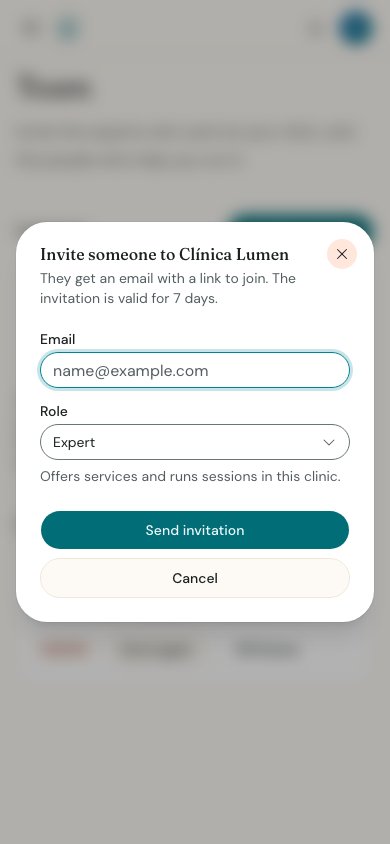 Team
Invite someone to Clínica Lumen
They get an email with a link to join. The
invitation is valid for 7 days.
Email
name@example.com
Role
Expert
Offers services and runs sessions in this clinic.
Send invitation
Cancel